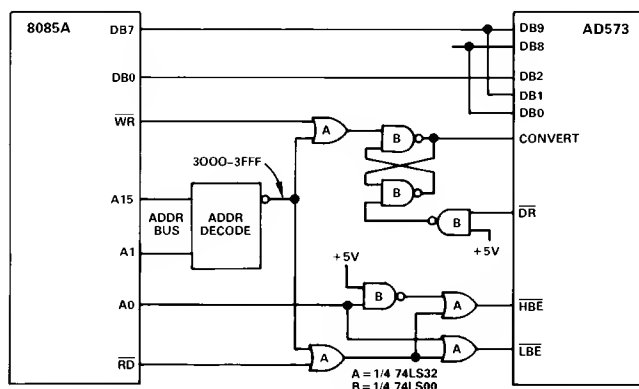 8085A
AD573
DB7
DB9
DB8
DB0
DB2
DB1
DB0
WR
A
B
CONVERT
3000-3FFF
B
A15
ADDR BUS
ADDR DECODE
B
DR
+5V
A1
+5V
A0
B
A
HBE
RD
A
A
LBE
A = 1/4 74LS32
B = 1/4 74LS00